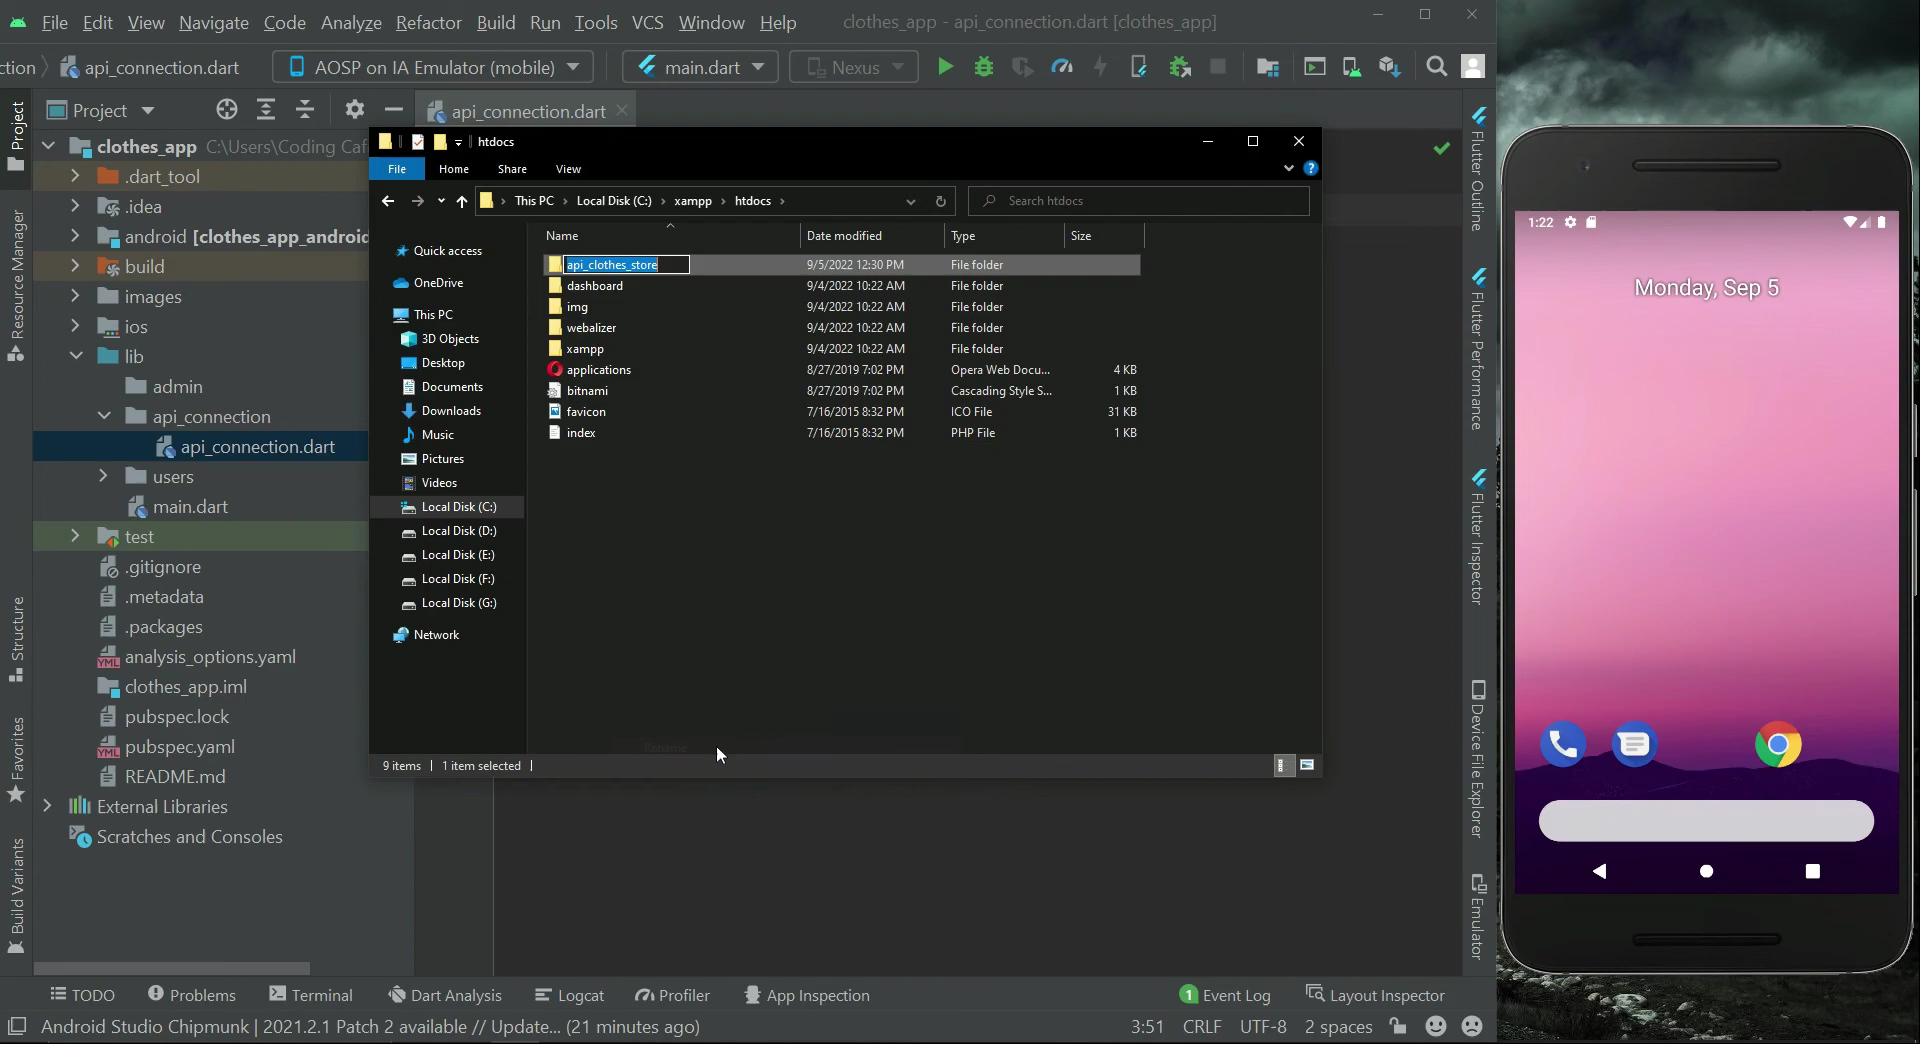 File Edit View Navigate Code Analyze Refactor Build Run Tools VCS Window Help clothes_app - api_connection.dart [clothes_app]
ction api_connection.dart AOSP on IA Emulator (mobile) main.dart Nexus
Project
api_connection.dart
clothes_app C:\Users\Coding Caf
.dart_tool
.idea
android [clothes_app_android
build
images
ios
lib
admin
api_connection
api_connection.dart
users
main.dart
test
.gitignore
.metadata
.packages
analysis_options.yaml
clothes_app.iml
pubspec.lock
pubspec.yaml
README.md
External Libraries
Scratches and Consoles
Project
Resource Manager
Structure
Favorites
Build Variants
htdocs
File Home Share View
This PC Local Disk (C:) xampp htdocs
Search htdocs
Quick access
OneDrive
This PC
3D Objects
Desktop
Documents
Downloads
Music
Pictures
Videos
Local Disk (C:)
Local Disk (D:)
Local Disk (E:)
Local Disk (F:)
Local Disk (G:)
Network
Name Date modified Type Size
api_clothes_store 9/5/2022 12:30 PM File folder
dashboard 9/4/2022 10:22 AM File folder
img 9/4/2022 10:22 AM File folder
webalizer 9/4/2022 10:22 AM File folder
xampp 9/4/2022 10:22 AM File folder
applications 8/27/2019 7:02 PM Opera Web Docu... 4 KB
bitnami 8/27/2019 7:02 PM Cascading Style S... 1 KB
favicon 7/16/2015 8:32 PM ICO File 31 KB
index 7/16/2015 8:32 PM PHP File 1 KB
Rename
9 items 1 item selected
Flutter Outline
Flutter Performance
Flutter Inspector
Device File Explorer
Emulator
1:22
Monday, Sep 5
TODO Problems Terminal Dart Analysis Logcat Profiler App Inspection 1 Event Log Layout Inspector
Android Studio Chipmunk | 2021.2.1 Patch 2 available // Update... (21 minutes ago) 3:51 CRLF UTF-8 2 spaces